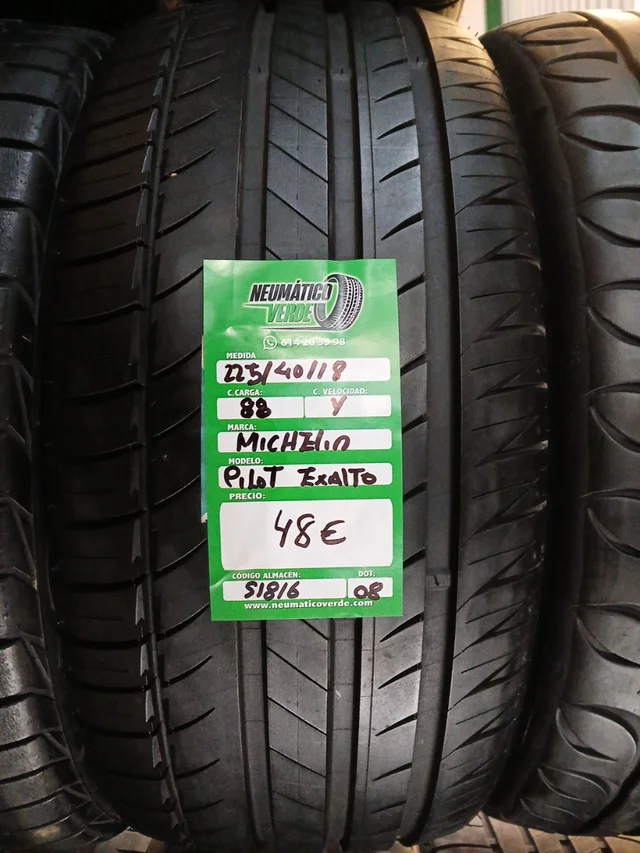 NEUMÁTICO
VERDE
614 26 35 98
MEDIDA
225/40/18
C.CARGA: C. VELOCIDAD:
88 Y
MARCA:
MICHELIN
MODELO:
PILOT EXALTO
PRECIO:
48€
CÓDIGO ALMACÉN: DOT:
51816 08
www.neumaticoverde.com